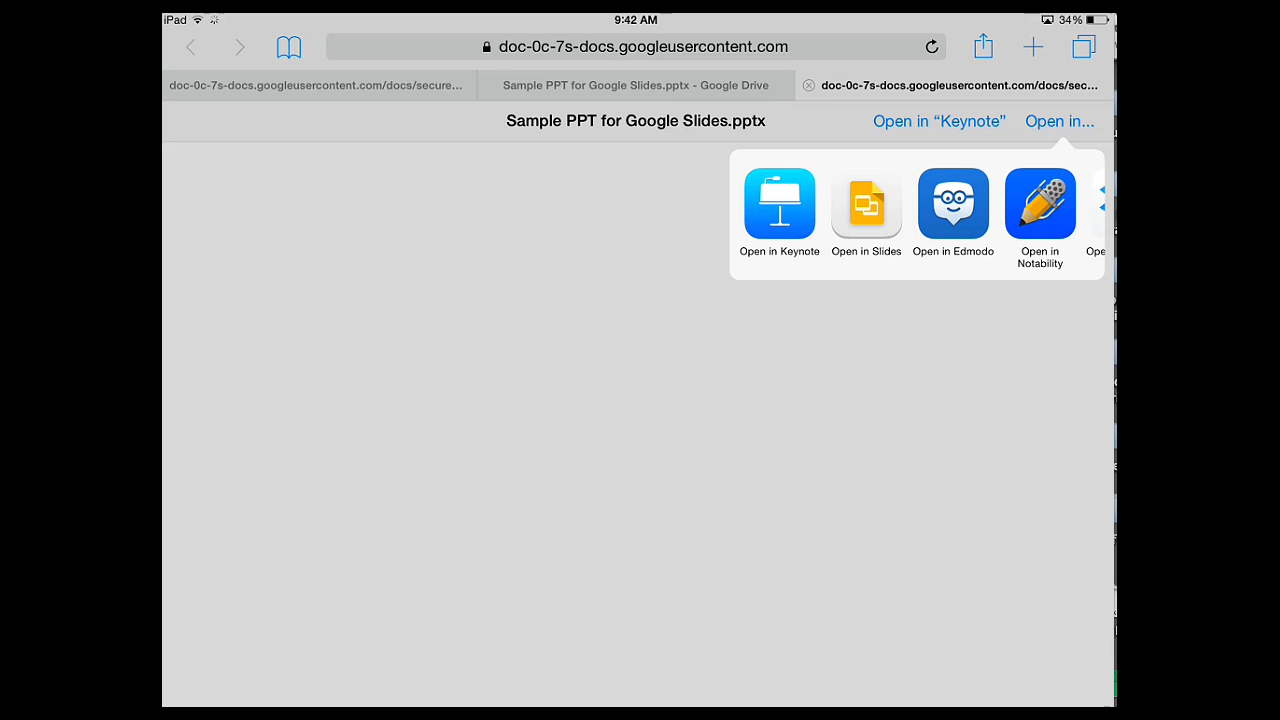 iPad 9:42 AM 34%
doc-0c-7s-docs.googleusercontent.com
doc-0c-7s-docs.googleusercontent.com/docs/secure... Sample PPT for Google Slides.pptx - Google Drive doc-0c-7s-docs.googleusercontent.com/docs/sec...
Sample PPT for Google Slides.pptx Open in “Keynote” Open in...
Open in Keynote Open in Slides Open in Edmodo Open in Notability Ope